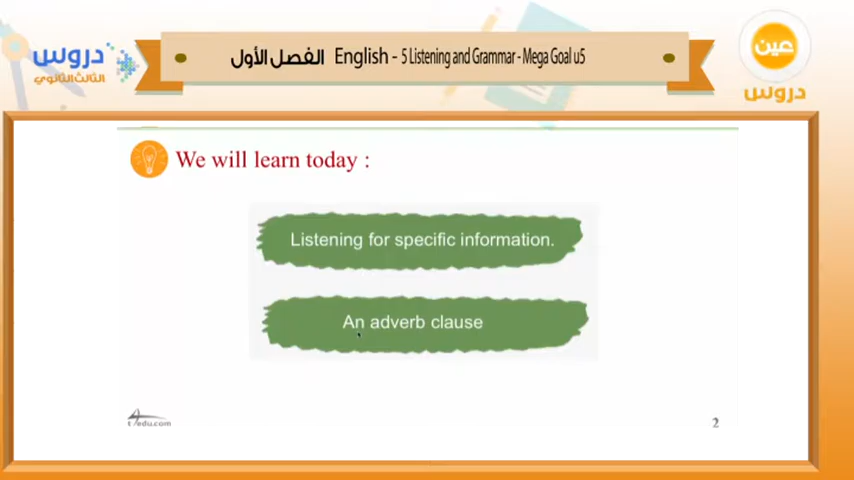 دروس
الثالث الثانوي
English - 5 Listening and Grammar - Mega Goal u5 الفصل الأول
عين
دروس
We will learn today :
Listening for specific information.
An adverb clause
t4edu.com
2